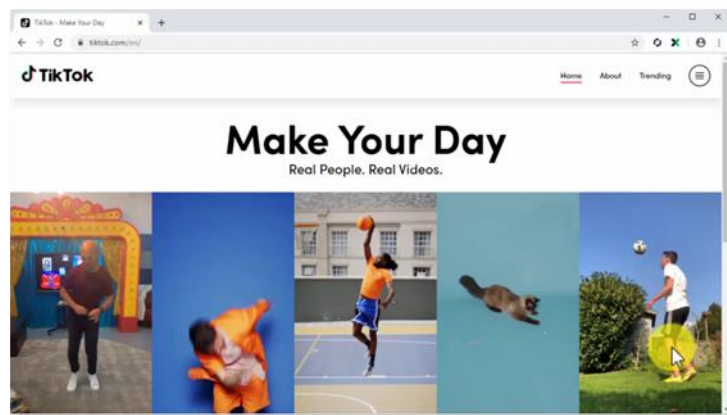 TikTok - Make Your Day
tiktok.com/en/
TikTok
Home About Trending
Make Your Day
Real People. Real Videos.